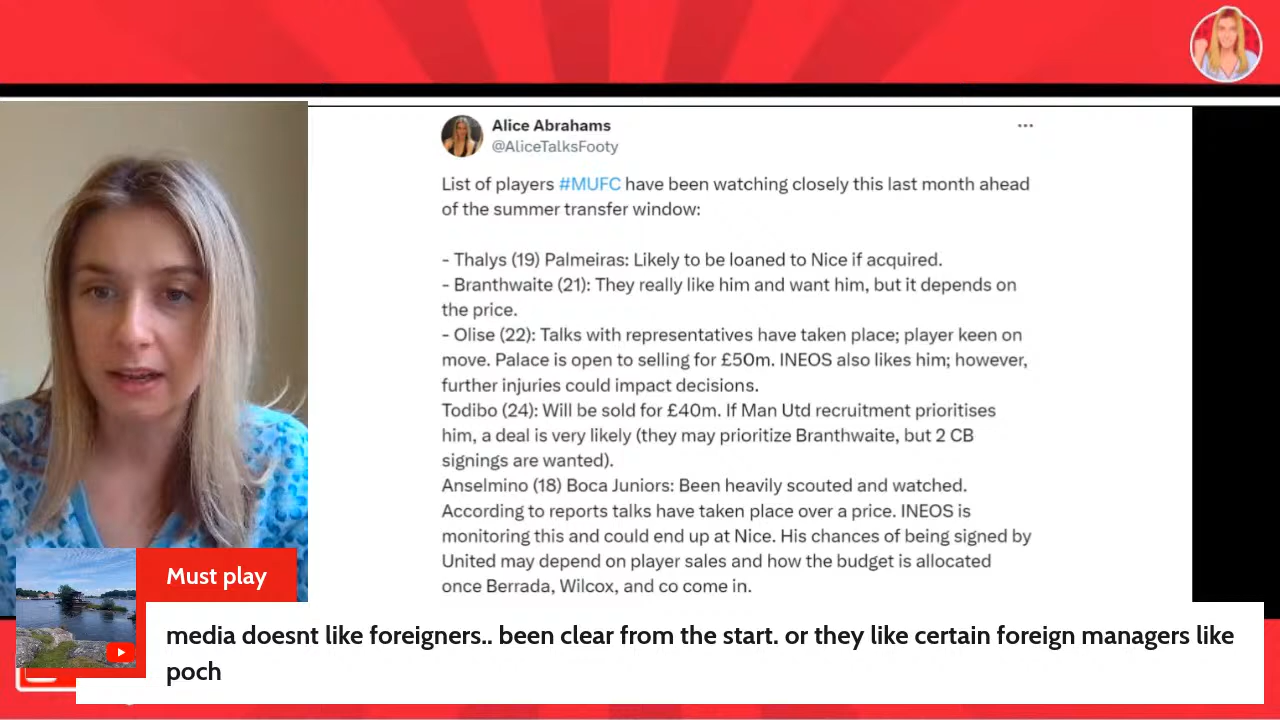 Alice Abrahams
@AliceTalksFooty
List of players #MUFC have been watching closely this last month ahead
of the summer transfer window:
- Thalys (19) Palmeiras: Likely to be loaned to Nice if acquired.
- Branthwaite (21): They really like him and want him, but it depends on
the price.
- Olise (22): Talks with representatives have taken place; player keen on
move. Palace is open to selling for £50m. INEOS also likes him; however,
further injuries could impact decisions.
Todibo (24): Will be sold for £40m. If Man Utd recruitment prioritises
him, a deal is very likely (they may prioritize Branthwaite, but 2 CB
signings are wanted).
Anselmino (18) Boca Juniors: Been heavily scouted and watched.
According to reports talks have taken place over a price. INEOS is
monitoring this and could end up at Nice. His chances of being signed by
United may depend on player sales and how the budget is allocated
once Berrada, Wilcox, and co come in.
Must play
media doesnt like foreigners.. been clear from the start. or they like certain foreign managers like
poch